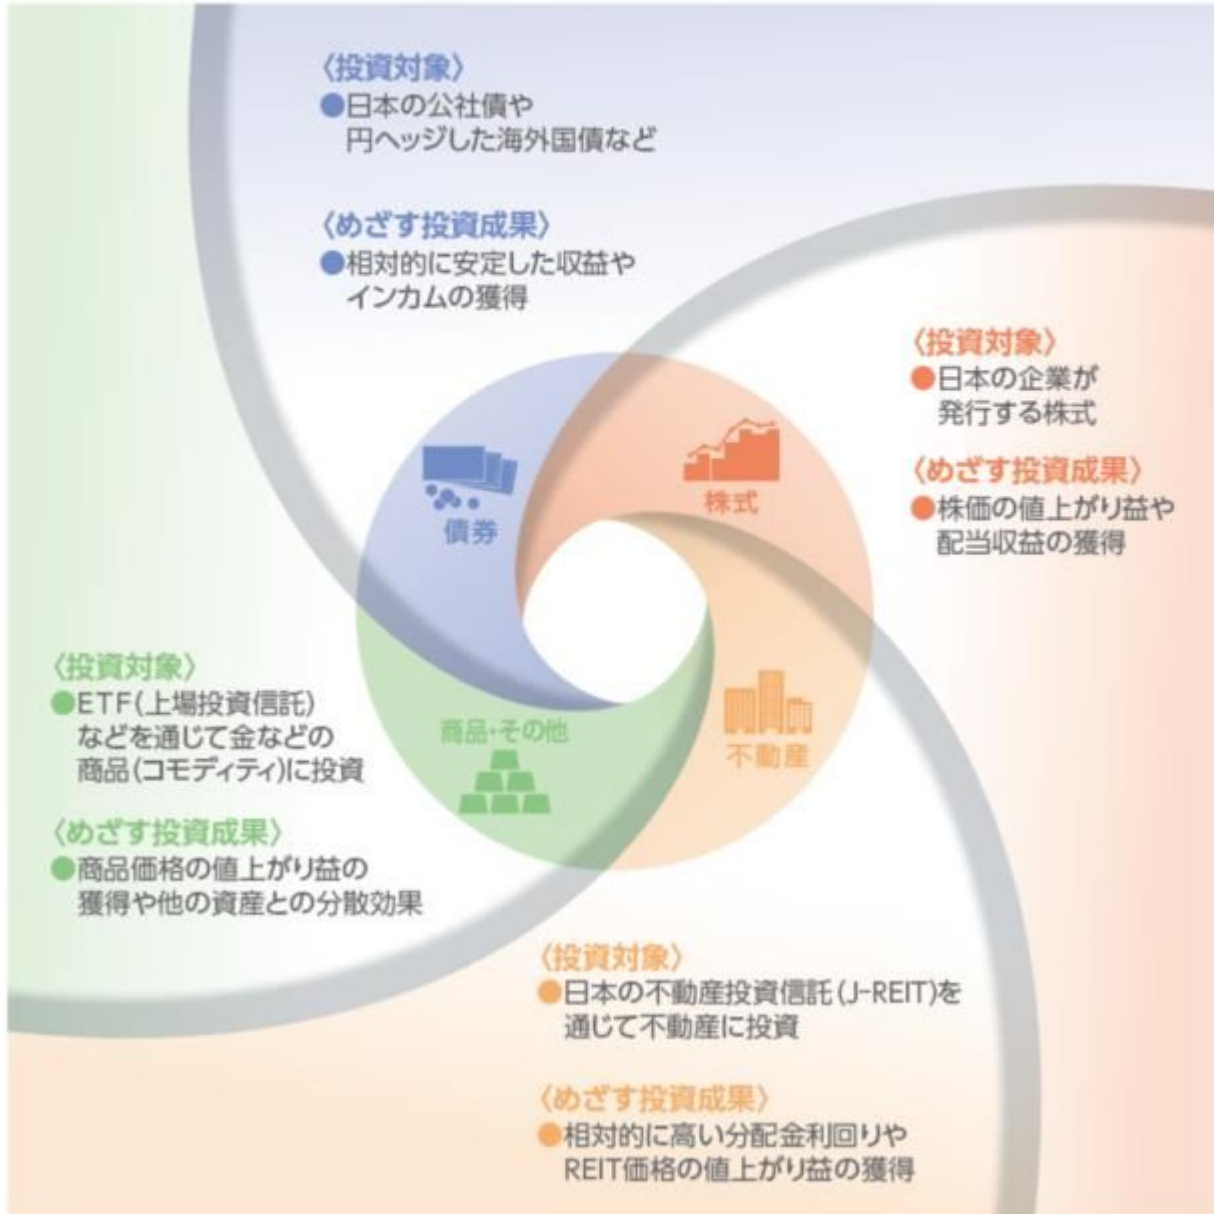 〈投資対象〉
●日本の公社債や
円ヘッジした海外国債など
〈めざす投資成果〉
●相対的に安定した収益や
インカムの獲得
〈投資対象〉
●日本の企業が
発行する株式
〈めざす投資成果〉
●株価の値上がり益や
配当収益の獲得
債券
株式
商品・その他
不動産
〈投資対象〉
●ETF(上場投資信託)
などを通じて金などの
商品(コモディティ)に投資
〈めざす投資成果〉
●商品価格の値上がり益の
獲得や他の資産との分散効果
〈投資対象〉
●日本の不動産投資信託(J-REIT)を
通じて不動産に投資
〈めざす投資成果〉
●相対的に高い分配金利回りや
REIT価格の値上がり益の獲得